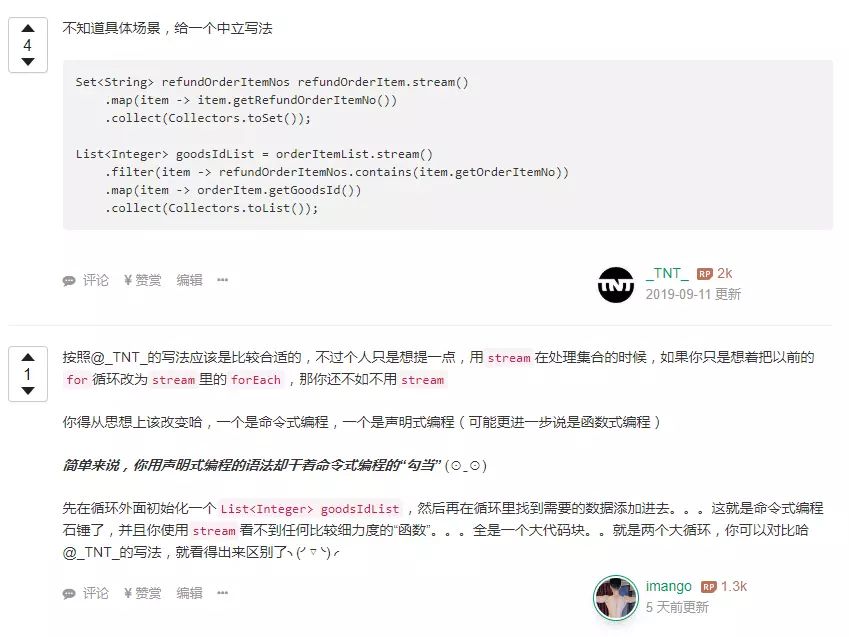 4
不知道具体场景，给一个中立写法
Set<String> refundOrderItemNos refundOrderItem.stream()
.map(item -> item.getRefundOrderItemNo())
.collect(Collectors.toSet());
List<Integer> goodsIdList = orderItemList.stream()
.filter(item -> refundOrderItemNos.contains(item.getOrderItemNo))
.map(item -> orderItem.getGoodsId())
.collect(Collectors.toList());
评论 ¥赞赏 编辑 ···
TNT
_TNT_ RP 2k
2019-09-11 更新
1
按照@_TNT_的写法应该是比较合适的，不过个人只是想提一点，用 stream 在处理集合的时候，如果你只是想着把以前的
for 循环改为 stream 里的 forEach ，那你还不如不用 stream
你得从思想上该改变哈，一个是命令式编程，一个是声明式编程（可能更进一步说是函数式编程）
简单来说，你用声明式编程的语法却干着命令式编程的“勾当” (⊙_⊙)
先在循环外面初始化一个 List<Integer> goodsIdList ，然后再在循环里找到需要的数据添加进去。。。这就是命令式编程
石锤了，并且你使用 stream 看不到任何比较细力度的“函数”。。。全是一个大代码块。。就是两个大循环，你可以对比哈
@_TNT_的写法，就看得出来区别了ヽ(ˊ▽ˋ)ノ
评论 ¥赞赏 编辑 ···
imango RP 1.3k
5 天前更新